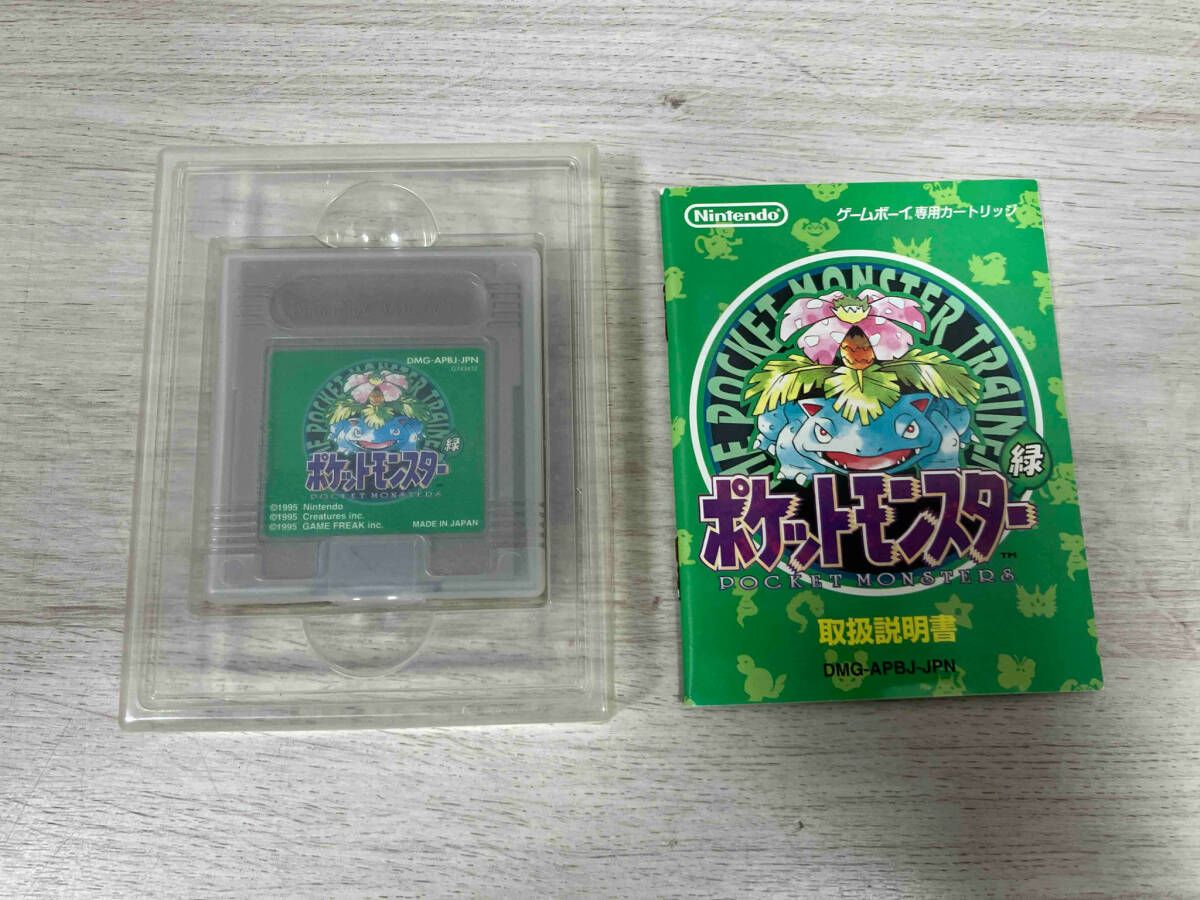 DMG-APBJ-JPN
ポケットモンスター
緑
POCKET MONSTERS
©1995 Nintendo
©1995 Creatures inc.
©1995 GAME FREAK inc.
MADE IN JAPAN
Nintendo
ゲームボーイ専用カートリッジ
THE POCKET MONSTER TRAINER
緑
ポケットモンスター
TM
POCKET MONSTERS
取扱説明書
DMG-APBJ-JPN